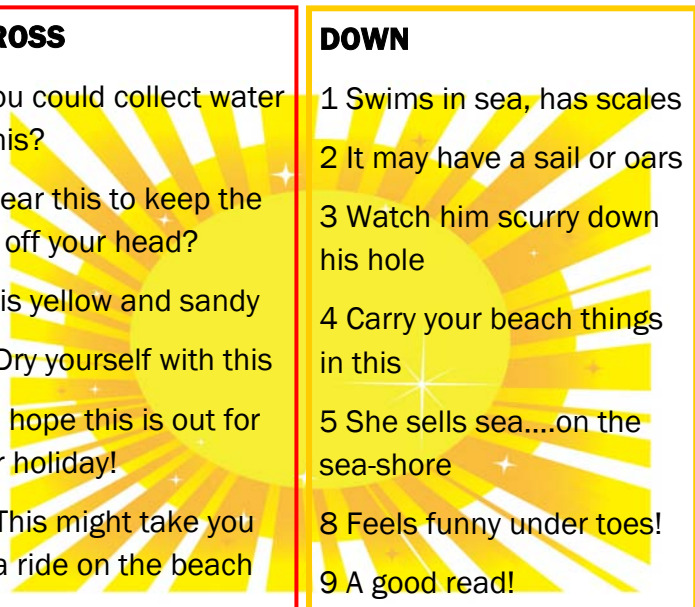 ROSS
ou could collect water
his?
ear this to keep the
off your head?
is yellow and sandy
Dry yourself with this
hope this is out for
r holiday!
This might take you
a ride on the beach
DOWN
1 Swims in sea, has scales
2 It may have a sail or oars
3 Watch him scurry down
his hole
4 Carry your beach things
in this
5 She sells sea....on the
sea-shore
8 Feels funny under toes!
9 A good read!